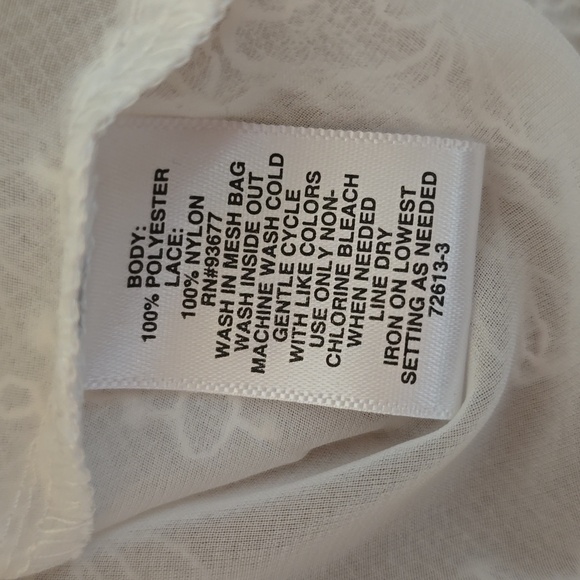 BODY:
100% POLYESTER
LACE:
100% NYLON
RN#93677
WASH IN MESH BAG
WASH INSIDE OUT
MACHINE WASH COLD
GENTLE CYCLE
WITH LIKE COLORS
USE ONLY NON-
CHLORINE BLEACH
WHEN NEEDED
LINE DRY
IRON ON LOWEST
SETTING AS NEEDED
72613-3